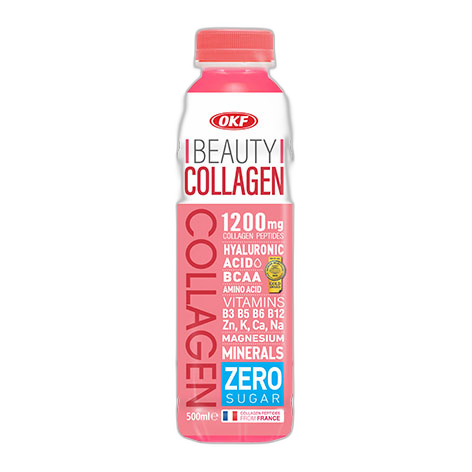 OKF
BEAUTY
COLLAGEN
COLLAGEN
1200mg
COLLAGEN PEPTIDES
HYALURONIC
ACID
BCAA
AMINO ACID
VITAMINS
B3 B5 B6 B12
Zn, K, Ca, Na
MAGNESIUM
MINERALS
ZERO
SUGAR
500ml e
COLLAGEN PEPTIDES
FROM FRANCE